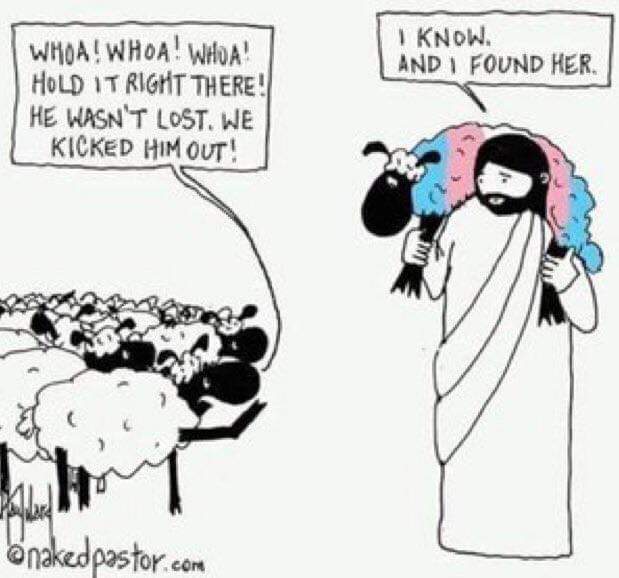 WHOA! WHOA! WHOA!
HOLD IT RIGHT THERE!
HE WASN'T LOST. WE
KICKED HIM OUT!
I KNOW.
AND I FOUND HER.
©nakedpastor.com